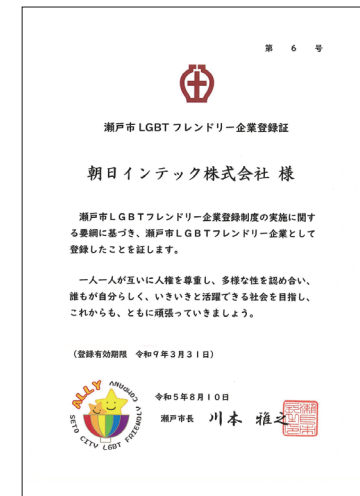 第 6 号
瀬戸市 LGBT フレンドリー企業登録証
朝日インテック株式会社 様
瀬戸市LGBTフレンドリー企業登録制度の実施に関す
る要綱に基づき、瀬戸市LGBTフレンドリー企業として
登録したことを証します。
一人一人が互いに人権を尊重し、多様な性を認め合い、
誰もが自分らしく、いきいきと活躍できる社会を目指し、
これからも、ともに頑張っていきましょう。
(登録有効期限 令和9年3月31日)
ALLY COMPANY
SETO CITY LGBT FRIENDLY
令和5年8月10日
瀬戸市長 川本 雅之